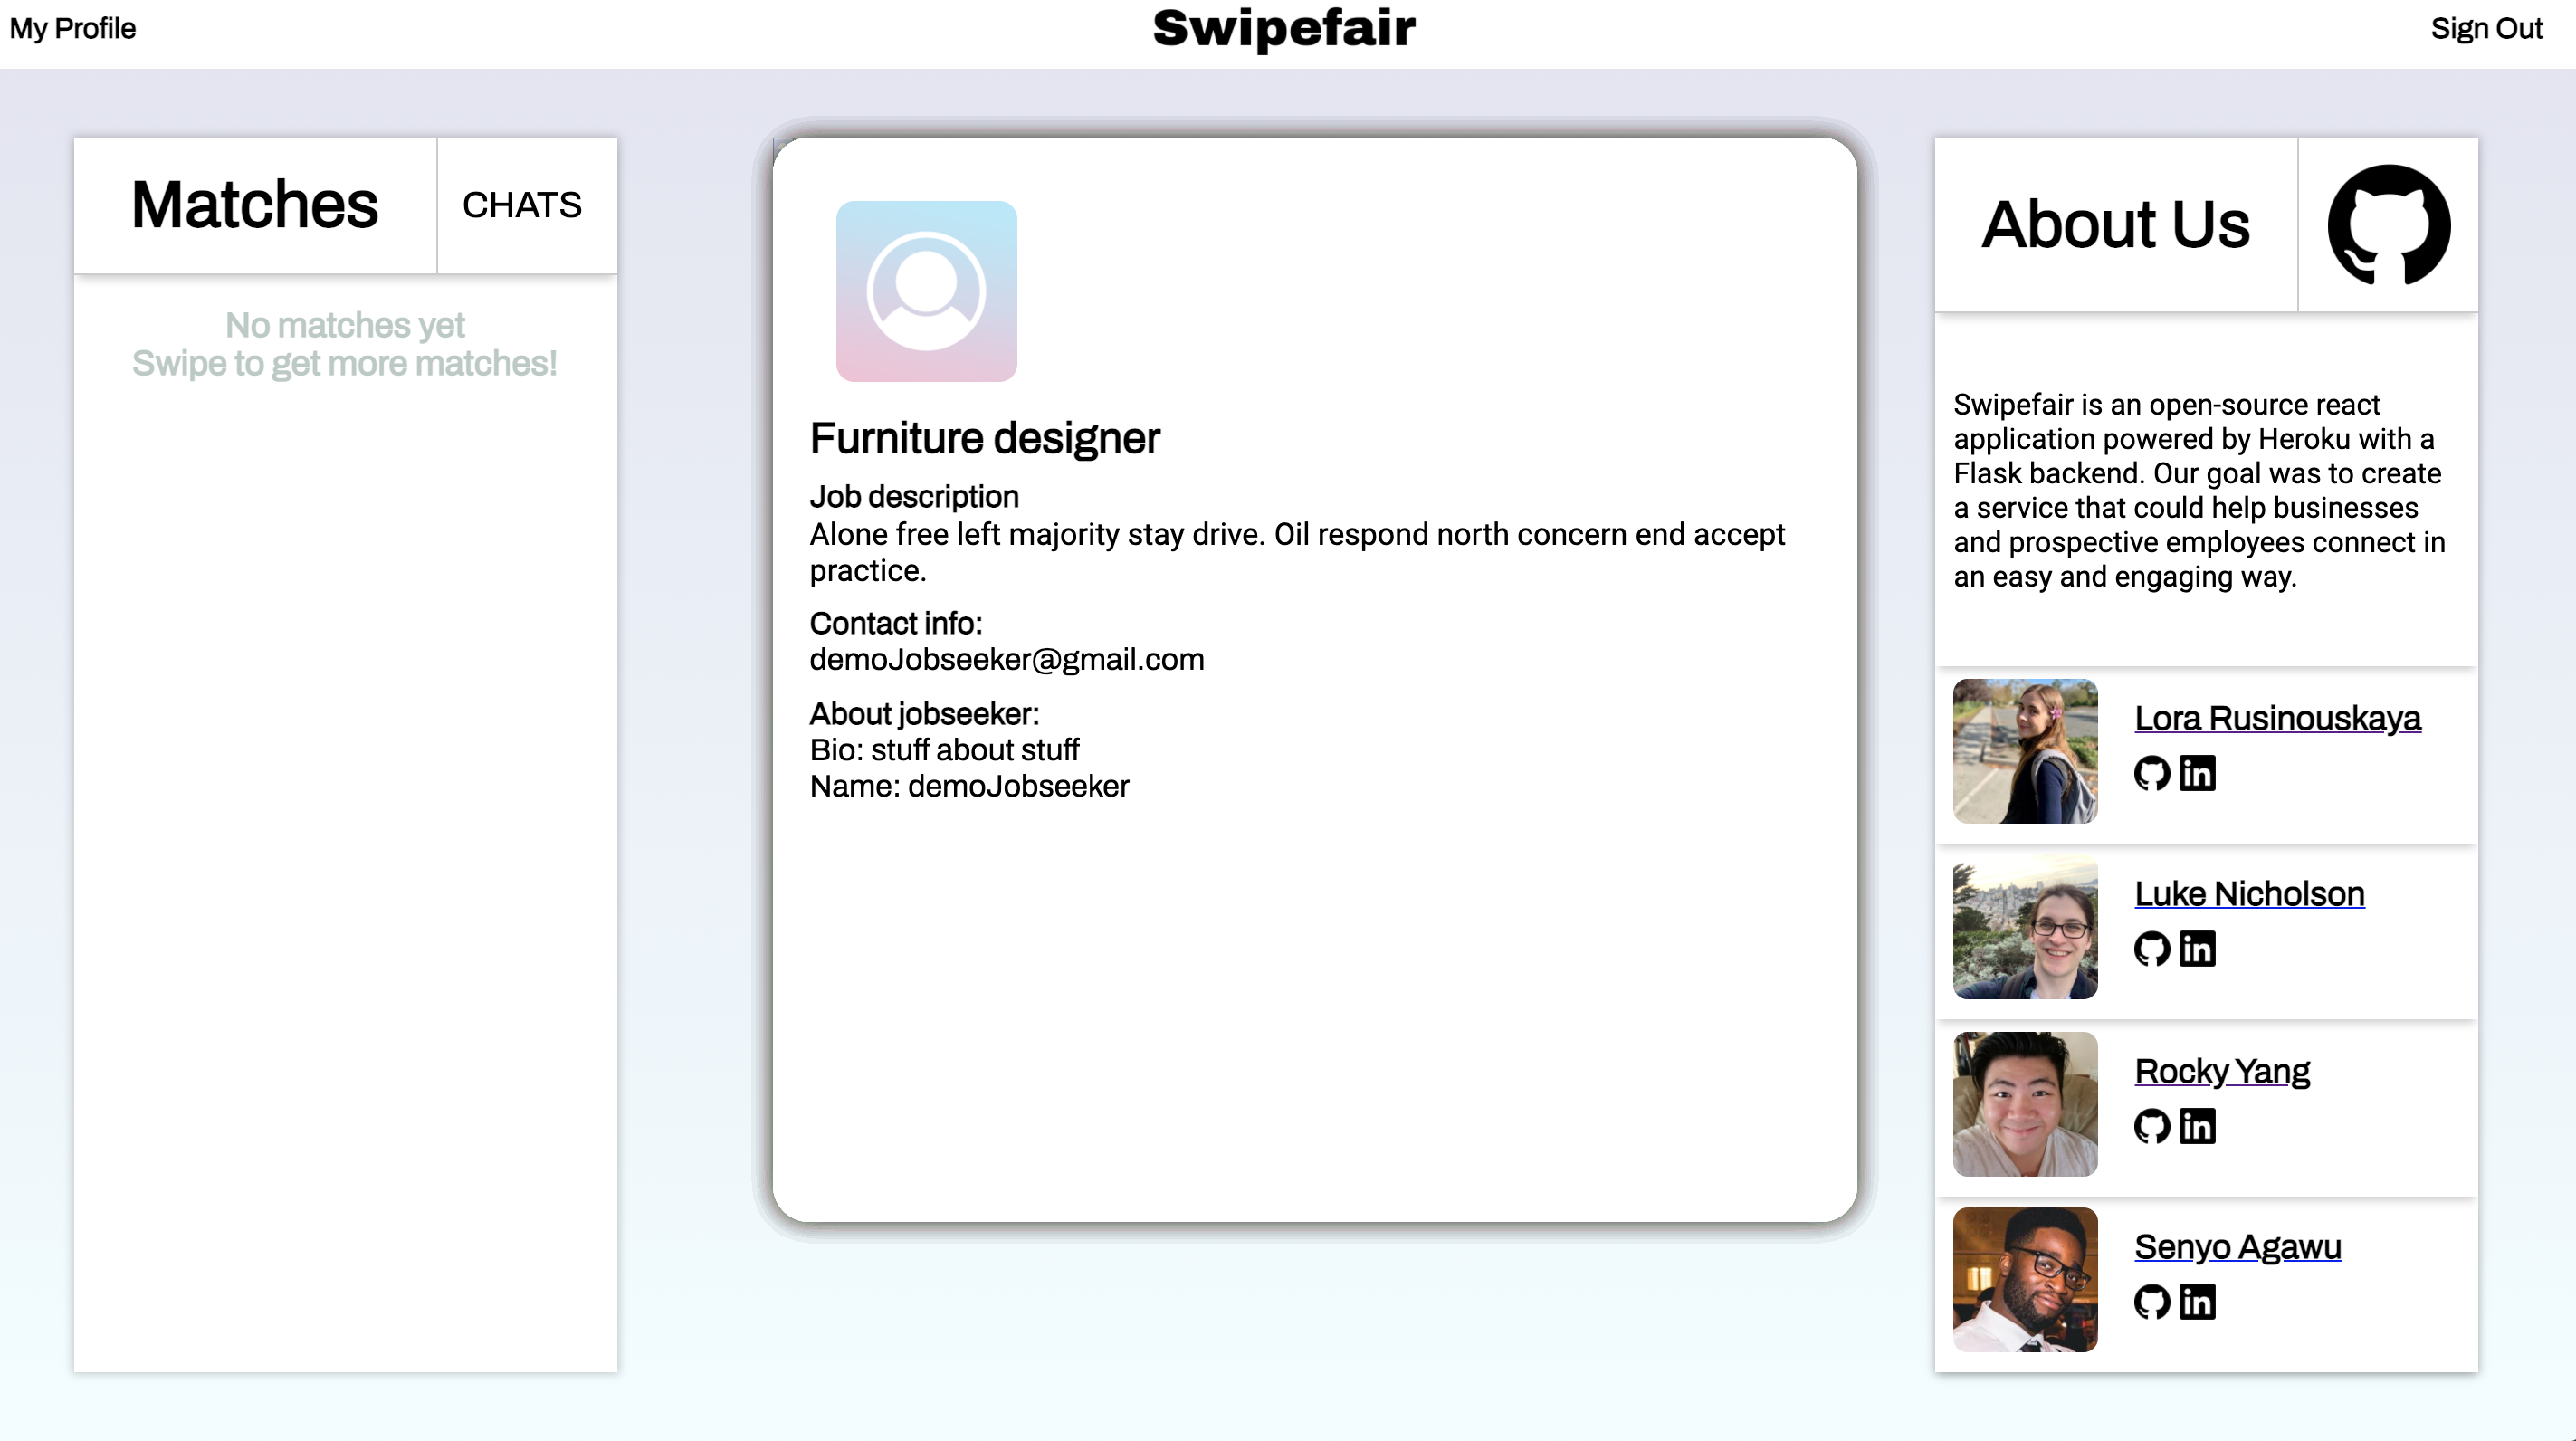 My Profile
Swipefair
Sign Out
Matches
CHATS
No matches yet
Swipe to get more matches!
Furniture designer
Job description
Alone free left majority stay drive. Oil respond north concern end accept
practice.
Contact info:
demoJobseeker@gmail.com
About jobseeker:
Bio: stuff about stuff
Name: demoJobseeker
About Us
Swipefair is an open-source react
application powered by Heroku with a
Flask backend. Our goal was to create
a service that could help businesses
and prospective employees connect in
an easy and engaging way.
Lora Rusinouskaya
in
Luke Nicholson
in
Rocky Yang
in
Senyo Agawu
in